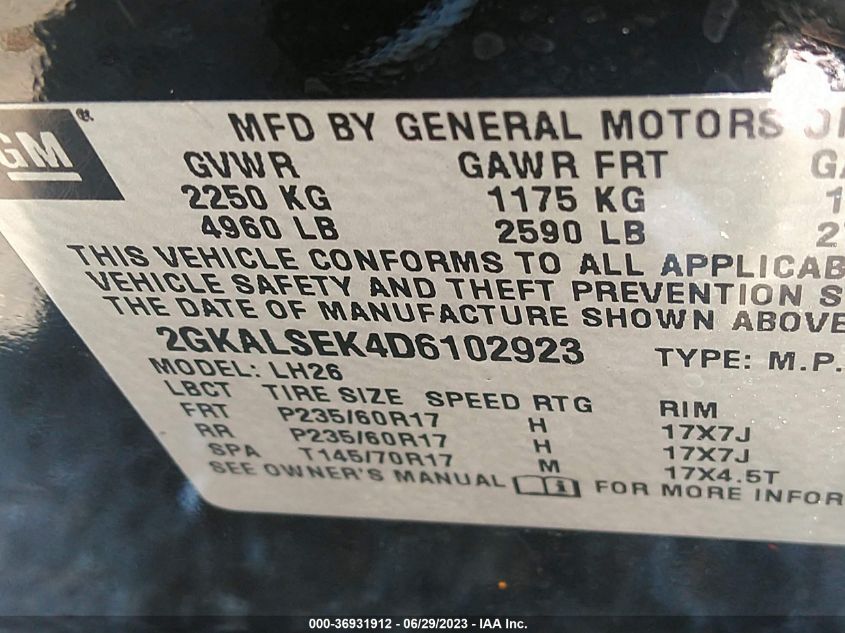 GM ®
MFD BY GENERAL MOTORS
GVWR GAWR FRT
2250 KG 1175 KG
4960 LB 2590 LB
THIS VEHICLE CONFORMS TO ALL
VEHICLE SAFETY AND THEFT PREVENTION
THE DATE OF MANUFACTURE SHOWN ABOVE
2GKALSEK4D6102923 TYPE: M.P.
MODEL: LH26
LBCT TIRE SIZE SPEED RTG RIM
FRT P235/60R17 H 17X7J
RR P235/60R17 H 17X7J
SPA T145/70R17 M 17X4.5T
SEE OWNER'S MANUAL FOR MORE
000-36931912 / 06/29/2023 - IAA Inc.